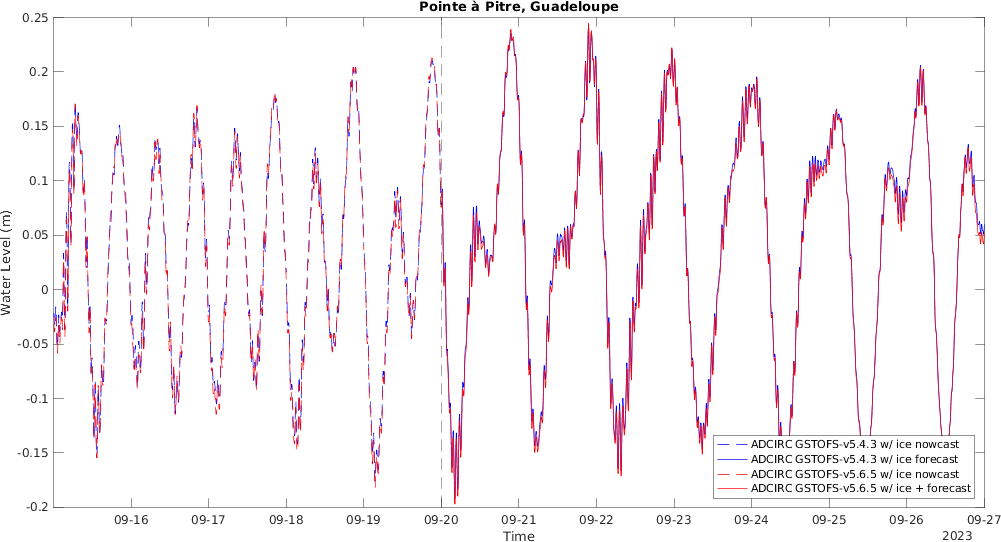 Pointe à Pitre, Guadeloupe
0.25
0.2
0.15
0.1
0.05
0
-0.05
-0.1
-0.15
-0.2
Water Level (m)
ADCIRC GSTOFS-v5.4.3 w/ ice nowcast
ADCIRC GSTOFS-v5.4.3 w/ ice forecast
ADCIRC GSTOFS-v5.6.5 w/ ice nowcast
ADCIRC GSTOFS-v5.6.5 w/ ice + forecast
09-16 09-17 09-18 09-19 09-20 09-21 09-22 09-23 09-24 09-25 09-26 09-27
Time
2023